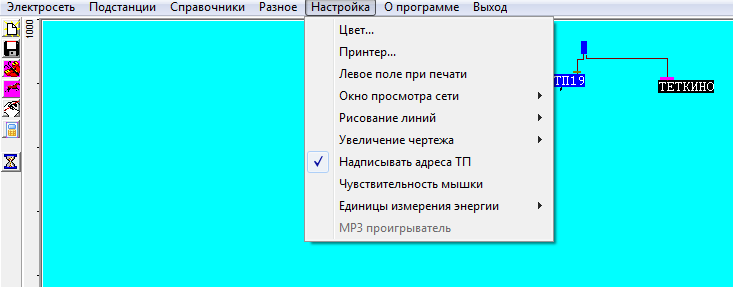 Электросеть Подстанции Справочники Разное Настройка О программе Выход
1000
Цвет...
Принтер...
Левое поле при печати
Окно просмотра сети
Рисование линий
Увеличение чертежа
Надписывать адреса ТП
Чувствительность мышки
Единицы измерения энергии
MP3 проигрыватель
ТП19
ТЕТКИНО